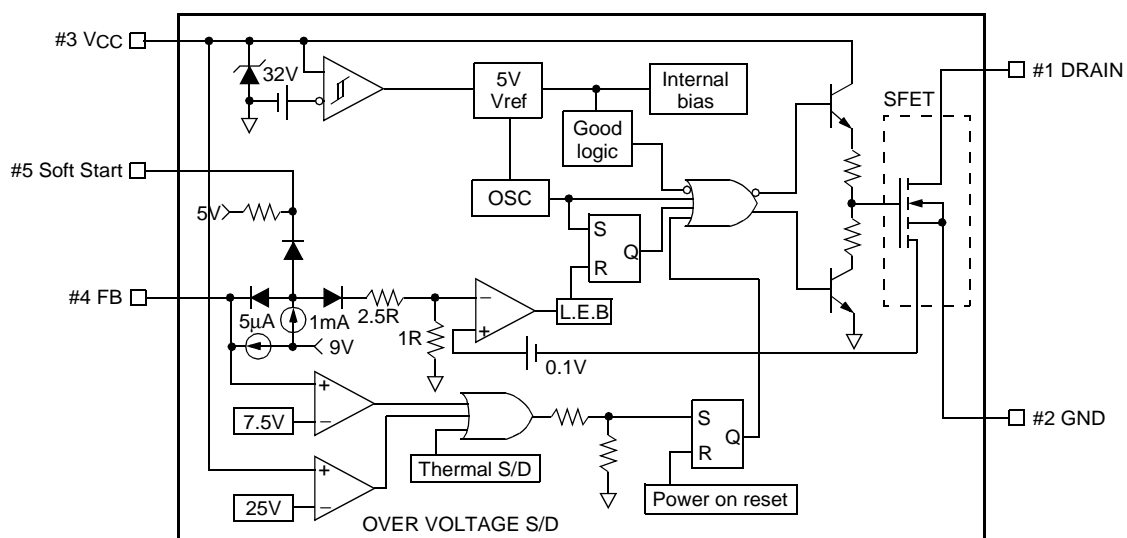 #3 VCC
32V
5V
Vref
Internal
bias
Good
logic
#1 DRAIN
SFET
#5 Soft Start
5V
OSC
S
R
Q
#4 FB
5μA
1mA
2.5R
1R
9V
−
+
L.E.B
0.1V
+
−
7.5V
Thermal S/D
S
R
Q
#2 GND
+
−
25V
Power on reset
OVER VOLTAGE S/D